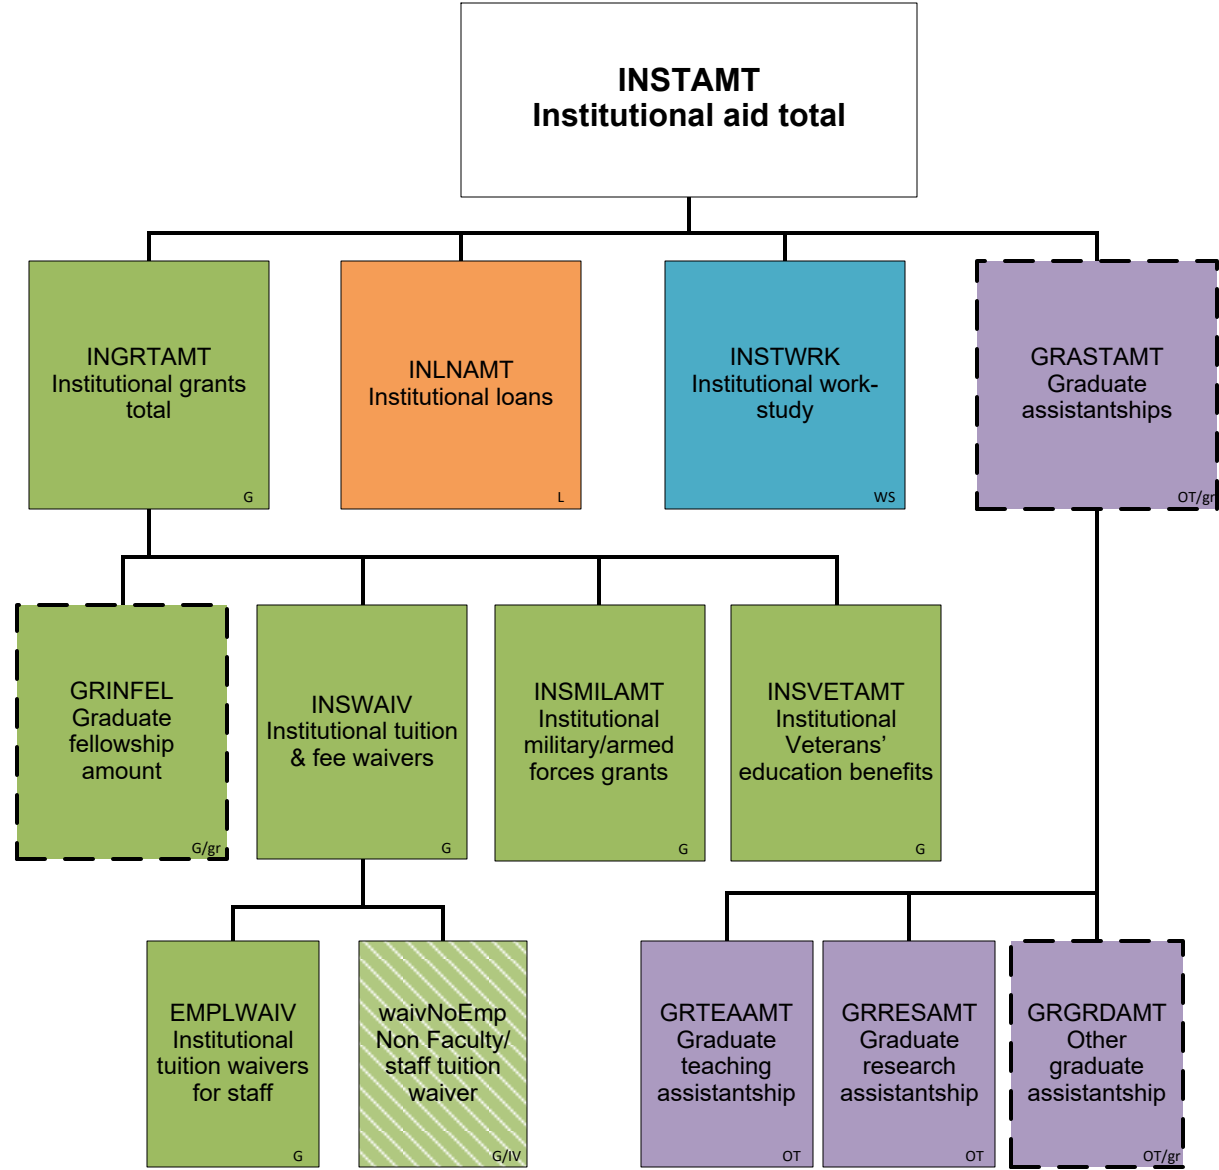 INSTAMT
Institutional aid total
INGRTAMT
Institutional grants
total
G
INLNAMT
Institutional loans
L
INSTWRK
Institutional work-
study
WS
GRASTAMT
Graduate
assistantships
OT/gr
GRINFEL
Graduate
fellowship
amount
G/gr
INSWAIV
Institutional tuition
& fee waivers
G
INSMILAMT
Institutional
military/armed
forces grants
G
INSVETAMT
Institutional
Veterans’
education benefits
G
EMPLWAIV
Institutional
tuition waivers
for staff
G
waivNoEmp
Non Faculty/
staff tuition
waiver
G/IV
GRTEAAMT
Graduate
teaching
assistantship
OT
GRRESAMT
Graduate
research
assistantship
OT
GRGRDAMT
Other
graduate
assistantship
OT/gr